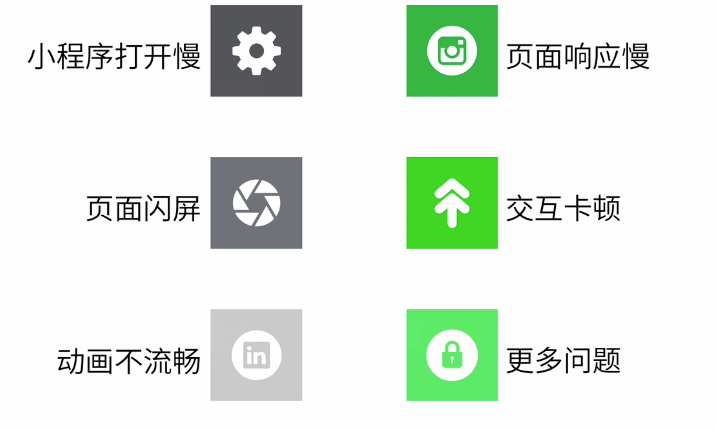 小程序打开慢
页面响应慢
页面闪屏
交互卡顿
in
动画不流畅
更多问题